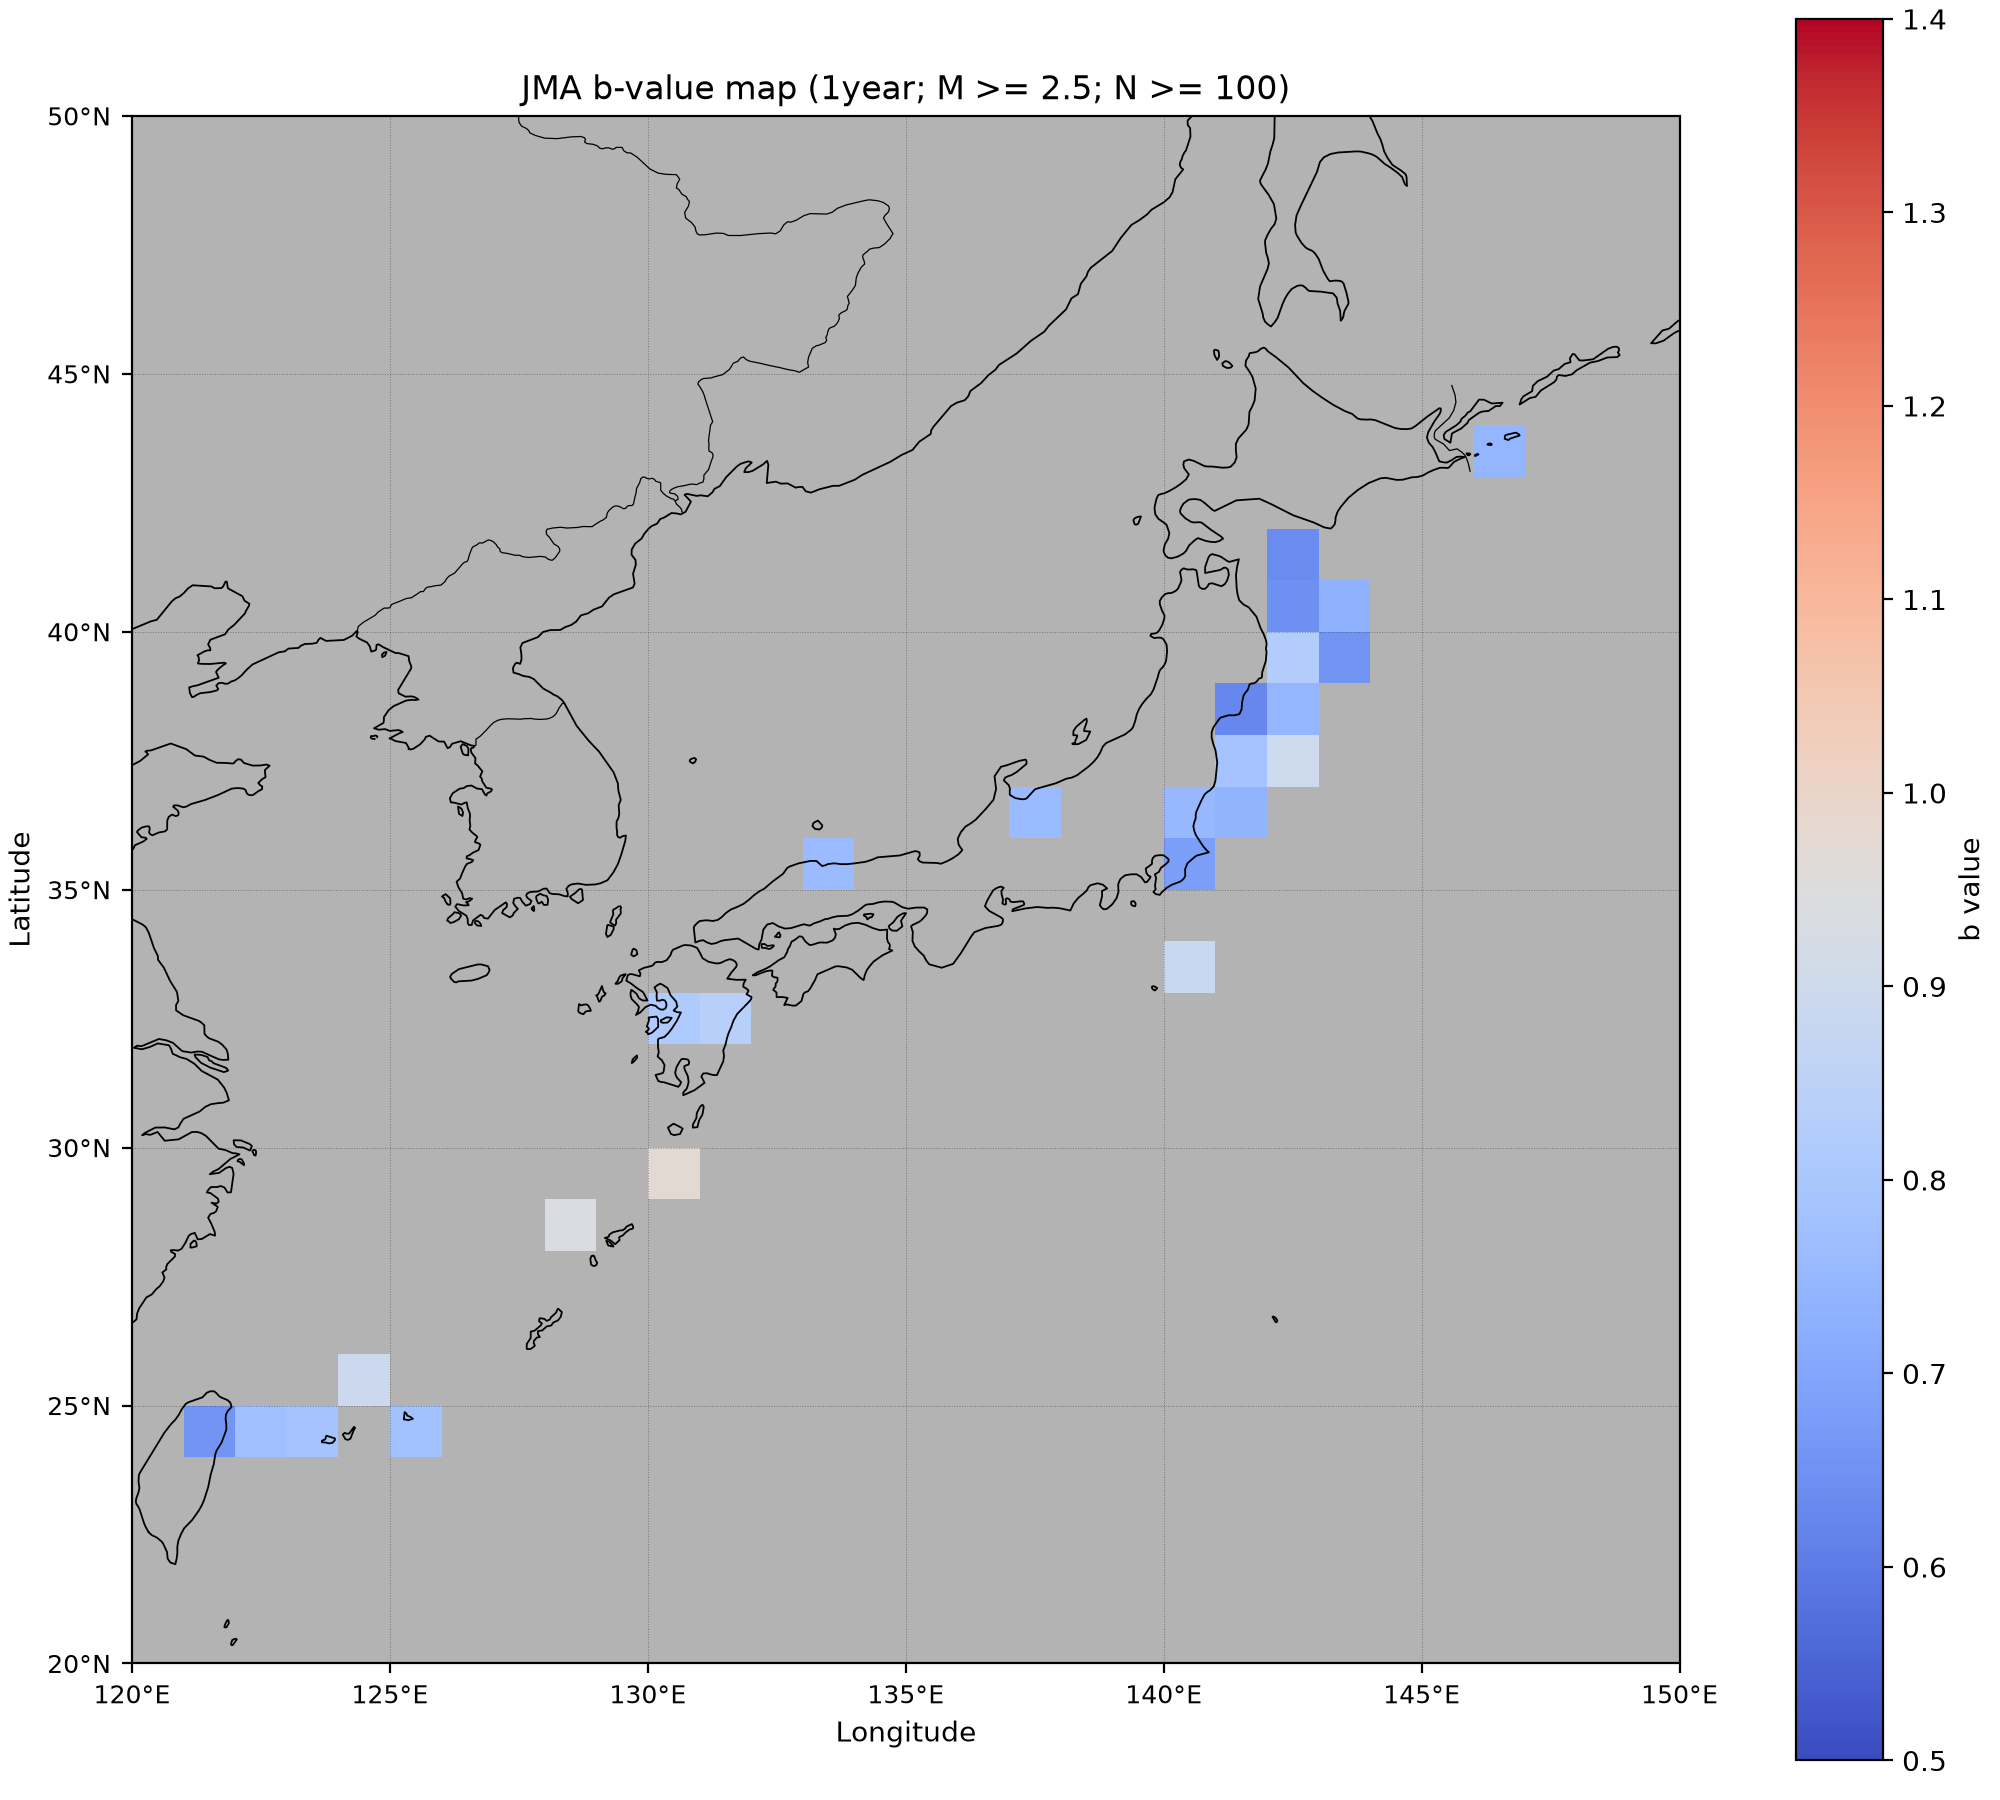 JMA b-value map (1year; M >= 2.5; N >= 100)
50°N
45°N
40°N
35°N
30°N
25°N
20°N
Latitude
120°E 125°E 130°E 135°E 140°E 145°E 150°E
Longitude
1.4
1.3
1.2
1.1
1.0
0.9
0.8
0.7
0.6
0.5
b value